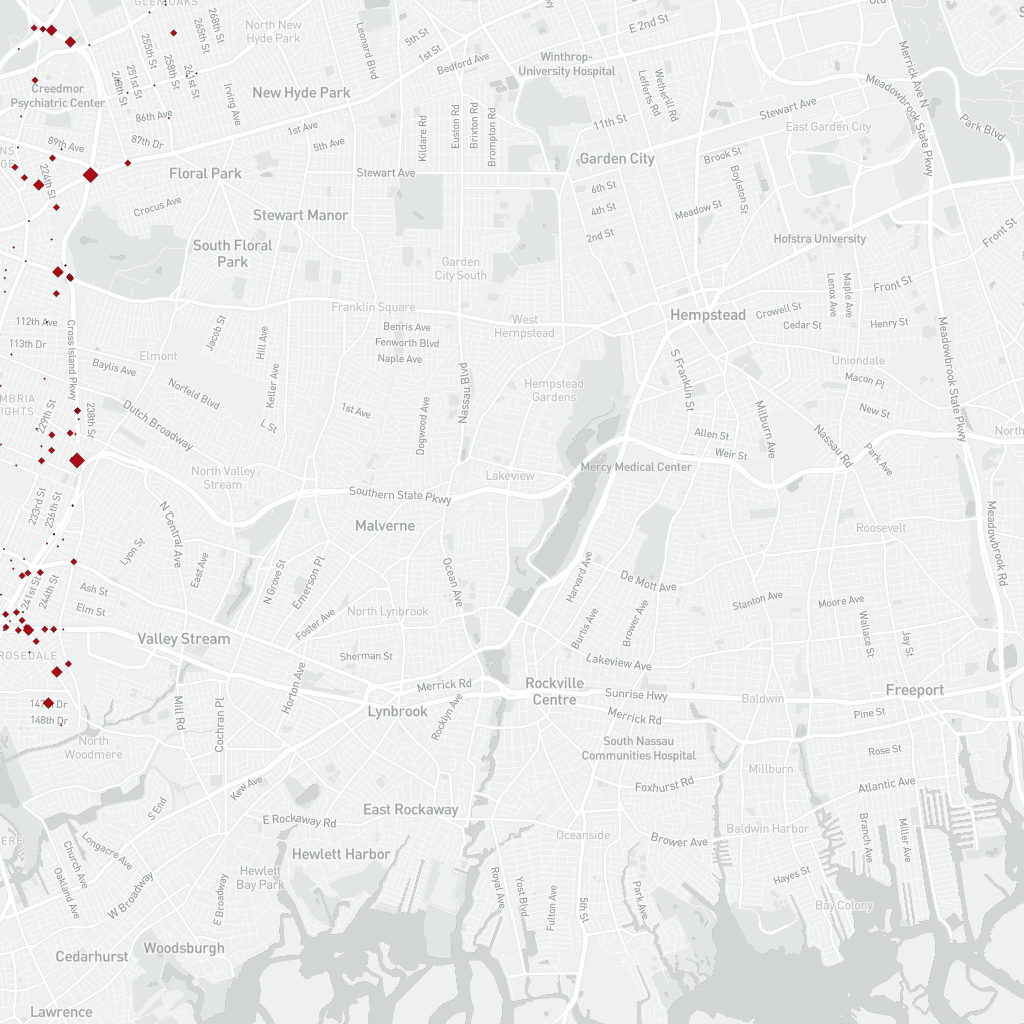 GLEN OAKS
Old
268th St
265th St
North New
Hyde Park
Leonard Blvd
5th St
1st St
E 2nd St
255th St
258th St
251st St
248th St
Bedford Ave
Winthrop-
University Hospital
Merrick Ave N
Creedmor
Psychiatric Center
Irving Ave
New Hyde Park
Lefferts Rd
Wetherill Rd
Meadowbrook State Pkwy
Stewart Ave
86th Ave
1st Ave
Kildare Rd
Euston Rd
Brixton Rd
Brompton Rd
11th St
East Garden City
Park Blvd
89th Ave
87th Dr
5th Ave
Garden City
Brook St
224th St
Floral Park
Stewart Ave
6th St
Boylston St
Crocus Ave
Stewart Manor
4th St
Meadow St
2nd St
Hofstra University
Front St
South Floral
Park
Garden
City South
Lenox Ave
Maple Ave
Front St
Franklin Square
West
Hempstead
Hempstead
Crowell St
Cedar St
Henry St
112th Ave
113th Dr
Cross Island Pkwy
Jacob St
Hill Ave
Benris Ave
Fenworth Blvd
Naple Ave
Elmont
Baylis Ave
Keller Ave
Nassau Blvd
S Franklin St
Uniondale
Macon Pl
Meadowbrook State Pkwy
Norfeld Blvd
Hempstead
Gardens
229th St
238th St
Dutch Broadway
L St
1st Ave
Dogwood Ave
Milburn Ave
New St
Allen St
Weir St
Nassau Rd
Park Ave
North
North Valley
Stream
Lakeview
Mercy Medical Center
Southern State Pkwy
233rd St
236th St
Malverne
N Central Ave
Roosevelt
Meadowbrook Rd
Lyon St
East Ave
N Grove St
Emerson Pl
Ocean Ave
Harvard Ave
De Mott Ave
241st St
244th St
Ash St
Elm St
North Lynbrook
Stanton Ave
Moore Ave
Foster Ave
Burtis Ave
Brower Ave
Wallace St
Jay St
Valley Stream
ROSEDALE
Sherman St
Lakeview Ave
Horton Ave
Merrick Rd
Rockville
Centre
Sunrise Hwy
Baldwin
Freeport
Mill Rd
Cochran Pl
Lynbrook
Rocklyn Ave
Merrick Rd
Pine St
148th Dr
North
Woodmere
South Nassau
Communities Hospital
Rose St
Millburn
Kew Ave
Foxhurst Rd
Atlantic Ave
S End
East Rockaway
E Rockaway Rd
Oceanside
Baldwin Harbor
Branch Ave
Miller Ave
Longacre Ave
Church Ave
Brower Ave
Hewlett Harbor
Oakland Ave
Hewlett
Bay Park
W Broadway
E Broadway
Royal Ave
Yost Blvd
Fulton Ave
5th St
Park Ave
Hayes St
Bay Colony
Woodsburgh
Cedarhurst
Lawrence